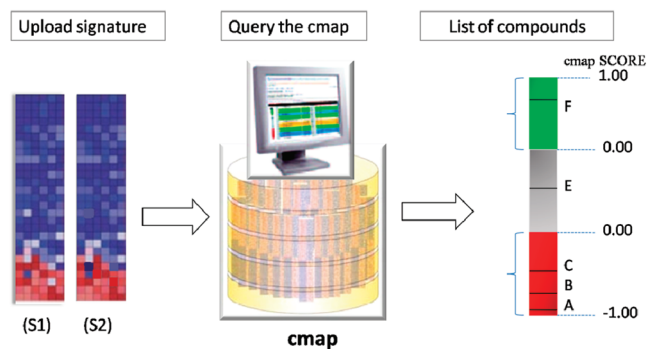 Upload signature
Query the cmap
List of compounds
cmap SCORE
1.00
F
0.00
E
0.00
C
B
A
-1.00
(S1)
(S2)
cmap